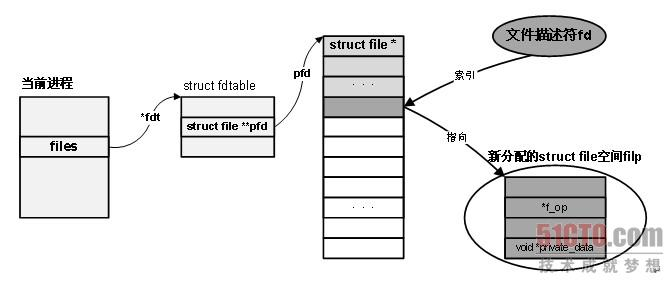 当前进程
files
*fdt
struct fdtable
struct file **pfd
pfd
struct file *
. . .
. . .
文件描述符fd
索引
指向
新分配的struct file空间filp
*f_op
void *private_data
51CTO.com
技术成就梦想